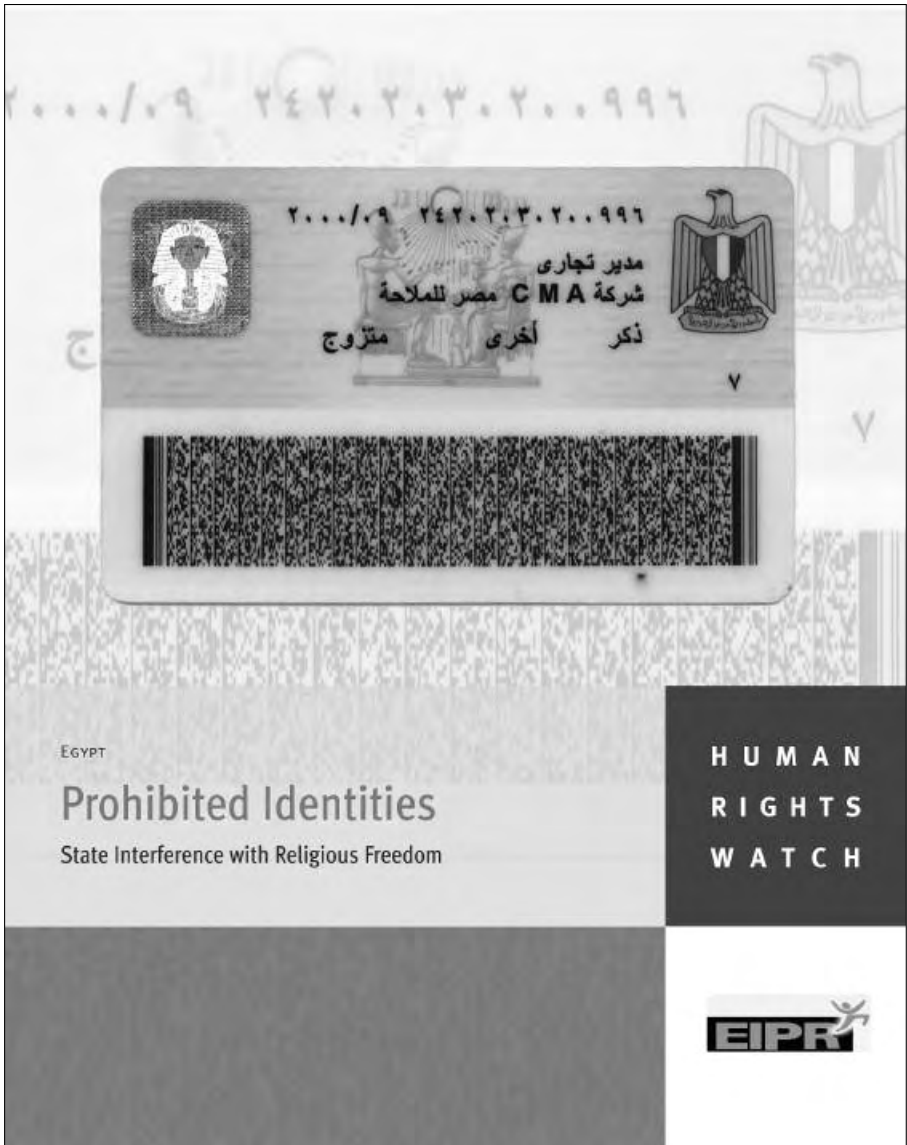 ٢٠٠٠/٠٩ ٢٤٢٠٢٠٣٠٢٠٠٩٩٦
٢٠٠٠/٠٩ ٢٤٢٠٢٠٣٠٢٠٠٩٩٦
مدير تجارى
شركة C M A مصر للملاحة
ذكر أخرى متزوج
٧
ج
٧
EGYPT
Prohibited Identities
State Interference with Religious Freedom
HUMAN
RIGHTS
WATCH
EIPR